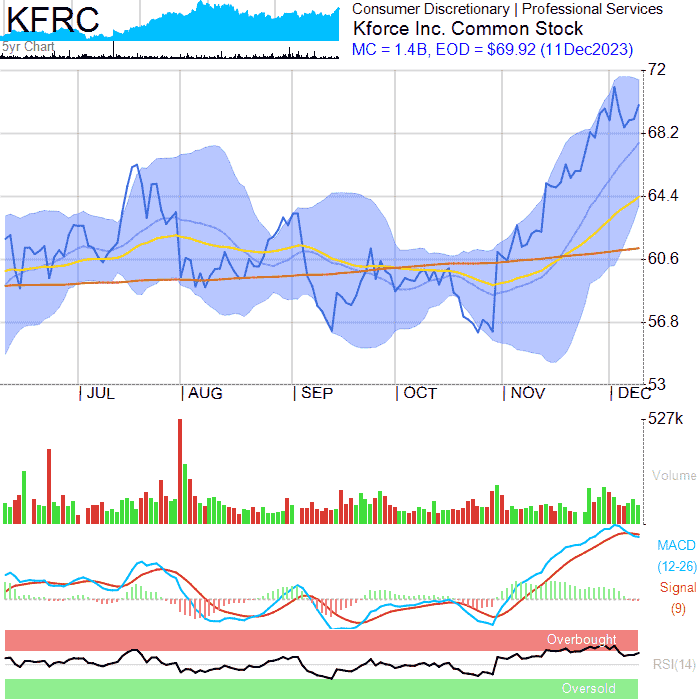 KFRC
5yr Chart
Consumer Discretionary | Professional Services
Kforce Inc. Common Stock
MC = 1.4B, EOD = $69.92 (11Dec2023)
72
68.2
64.4
60.6
56.8
53
JUL
AUG
SEP
OCT
NOV
DEC
527k
Volume
MACD
(12-26)
Signal
(9)
Overbought
RSI(14)
Oversold